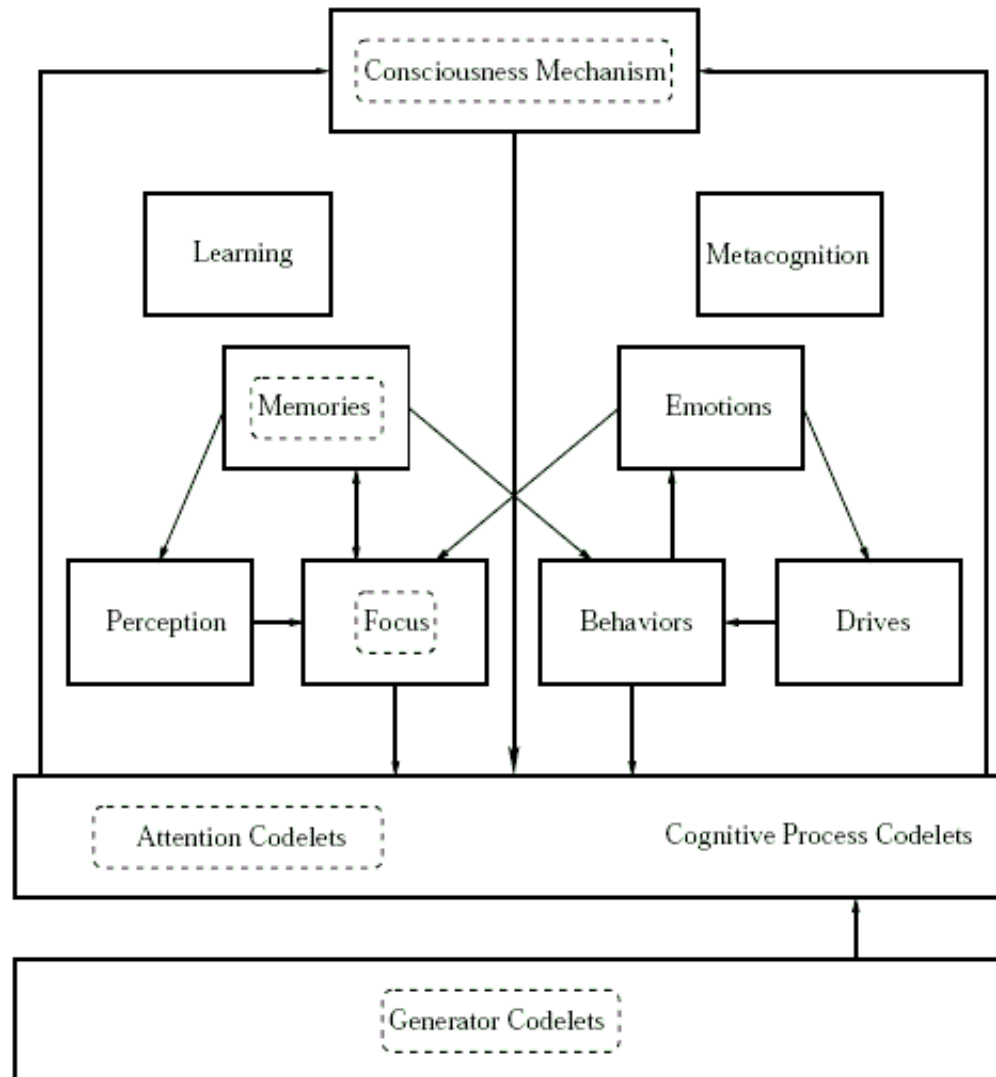 Consciousness Mechanism
Learning
Metacognition
Memories
Emotions
Perception
Focus
Behaviors
Drives
Attention Codelets
Cognitive Process Codelets
Generator Codelets